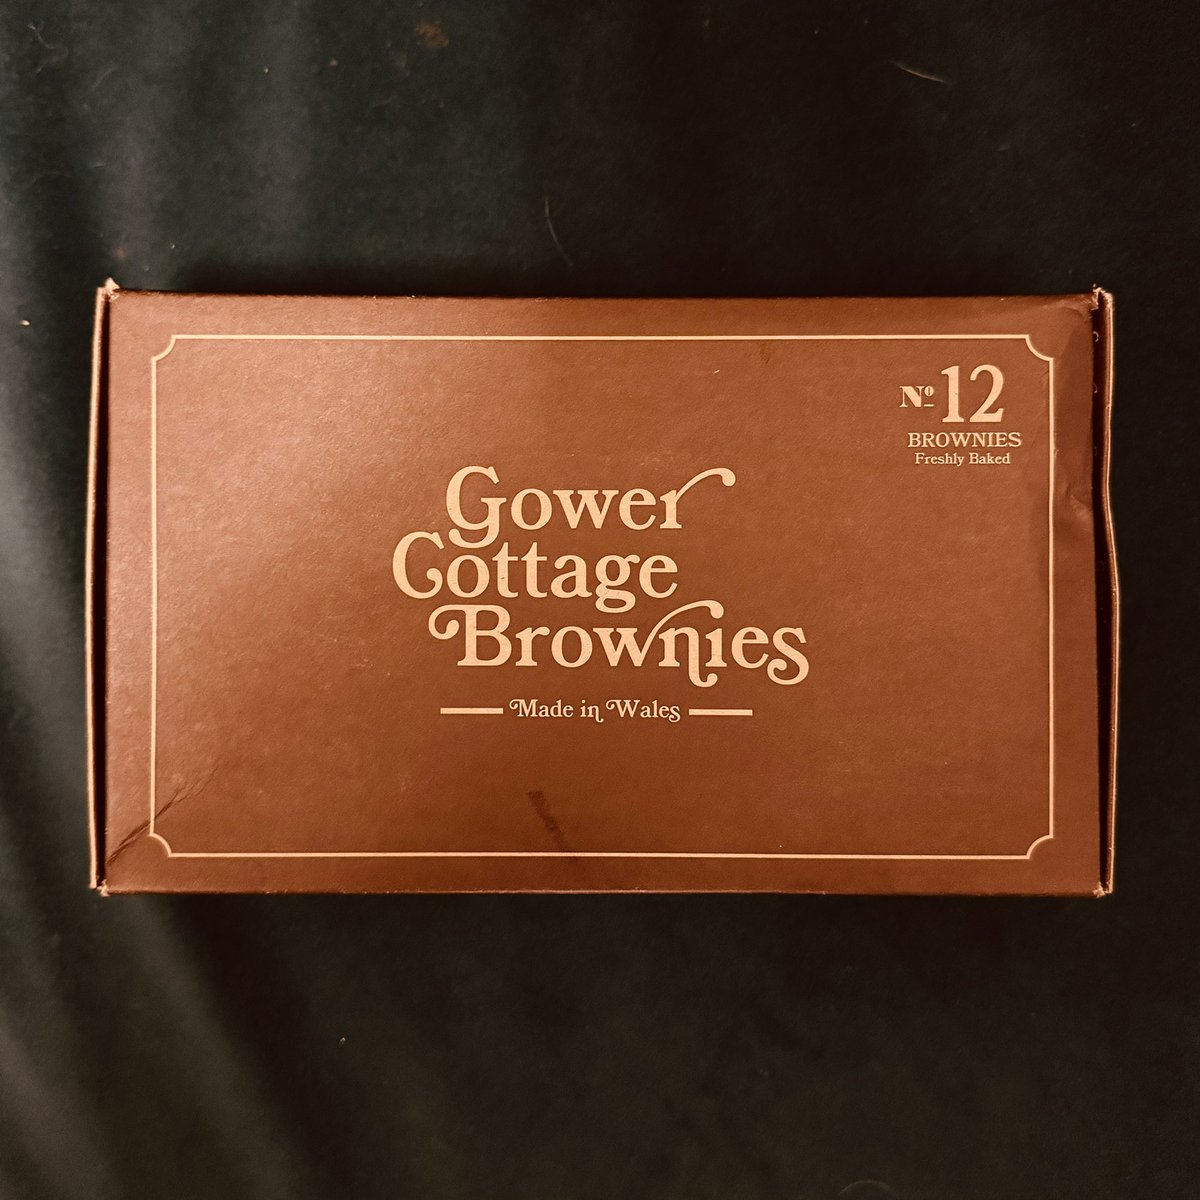 Nº 12
BROWNIES
Freshly Baked
Gower
Cottage
Brownies
Made in Wales